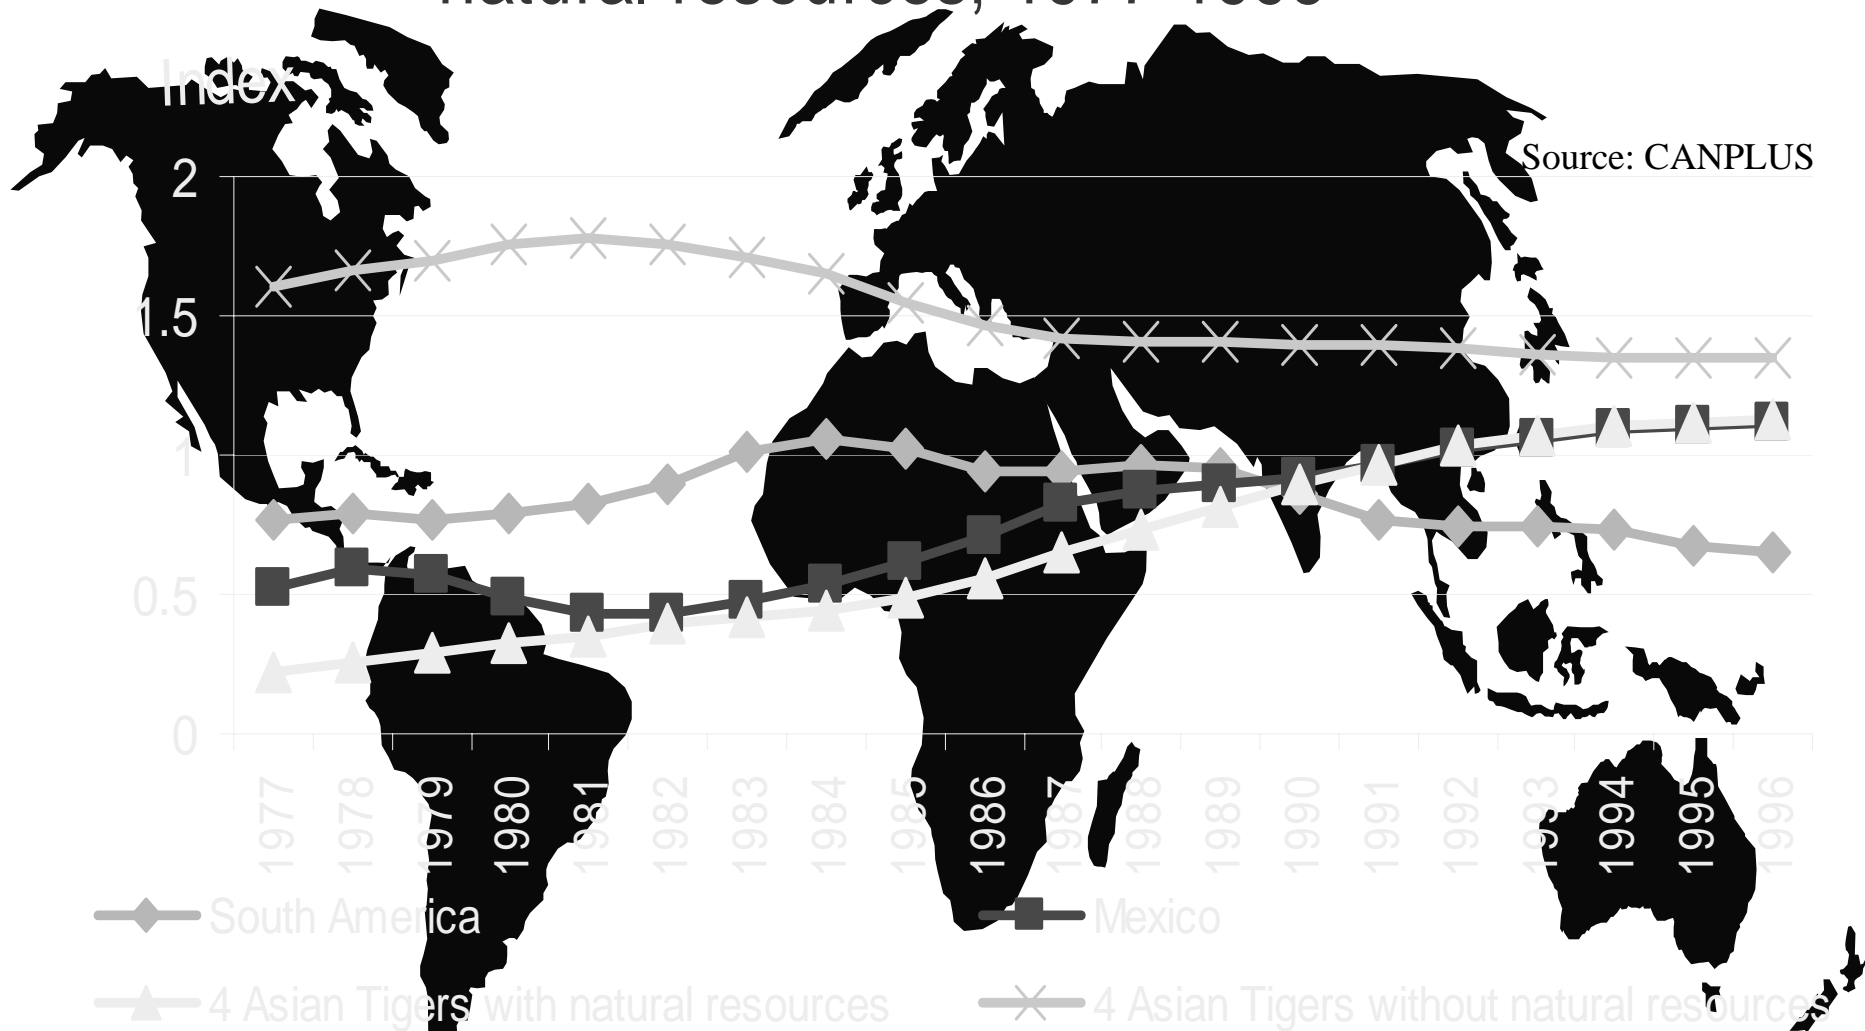 natural resources, 1977-1996
Index
Source: CANPLUS
2
1.5
1
0.5
0
1977 1978 1979 1980 1981 1982 1983 1984 1985 1986 1987 1988 1989 1990 1991 1992 1993 1994 1995 1996
South America Mexico
4 Asian Tigers with natural resources 4 Asian Tigers without natural resources